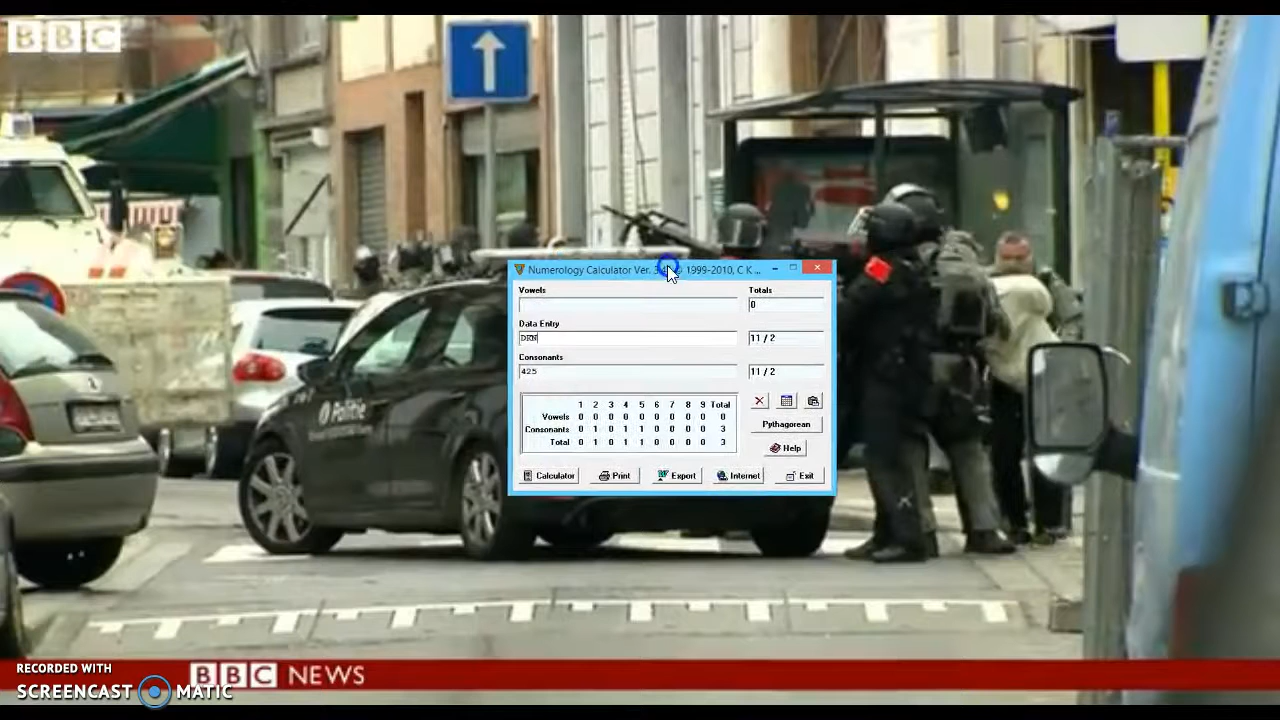 BBC
Numerology Calculator Ver. 3 1999-2010, C K ...
Vowels Totals
0
Data Entry
11 / 2
Consonants
425 11 / 2
1 2 3 4 5 6 7 8 9 Total
Vowels 0 0 0 0 0 0 0 0 0 0
Consonants 0 1 0 1 1 0 0 0 0 3
Total 0 1 0 1 1 0 0 0 0 3
Pythagorean
Help
Calculator Print Export Internet Exit
Politie
RECORDED WITH
SCREENCAST MATIC
BBC NEWS